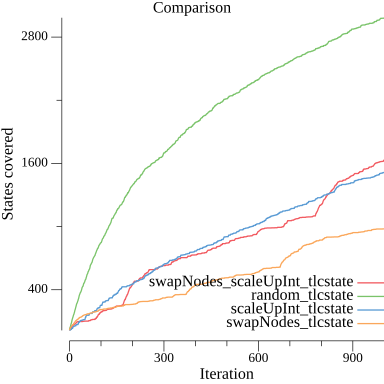 Comparison
States covered
2800
1600
400
swapNodes_scaleUpInt_tlcstate
random_tlcstate
scaleUpInt_tlcstate
swapNodes_tlcstate
0 300 600 900
Iteration